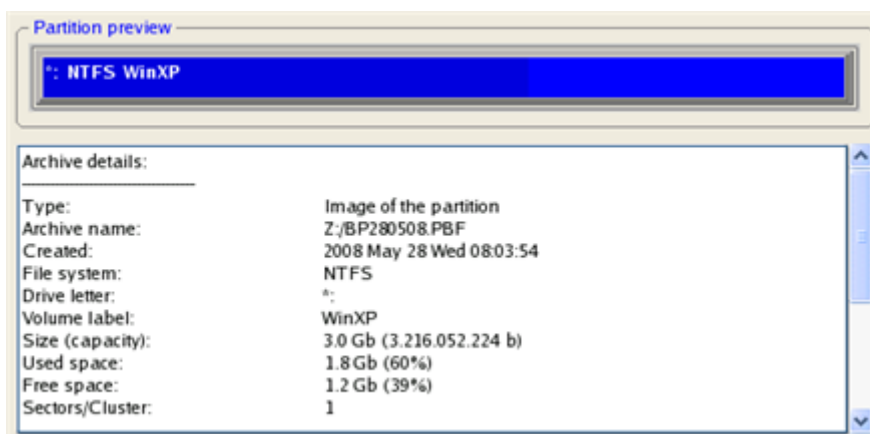 Partition preview
*: NTFS WinXP
Archive details:
Type: Image of the partition
Archive name: Z:/BP280508.PBF
Created: 2008 May 28 Wed 08:03:54
File system: NTFS
Drive letter: *:
Volume label: WinXP
Size (capacity): 3.0 Gb (3.216.052.224 b)
Used space: 1.8 Gb (60%)
Free space: 1.2 Gb (39%)
Sectors/Cluster: 1